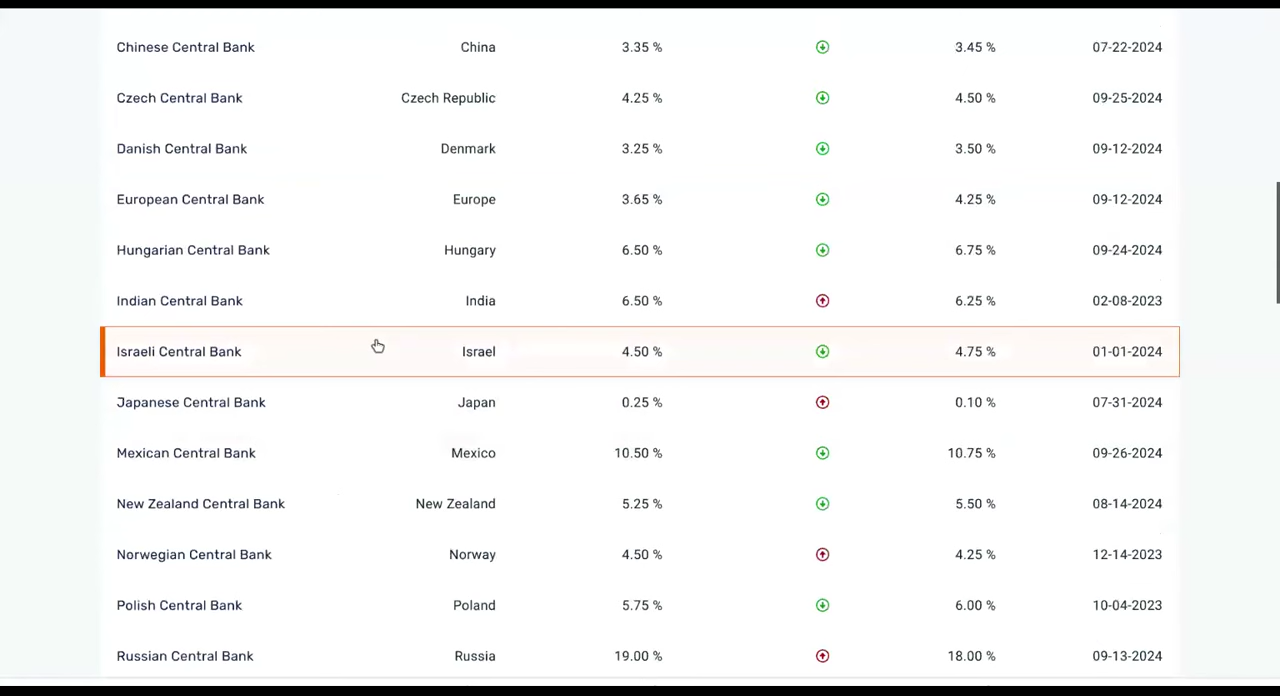 Chinese Central Bank China 3.35 % 3.45 % 07-22-2024
Czech Central Bank Czech Republic 4.25 % 4.50 % 09-25-2024
Danish Central Bank Denmark 3.25 % 3.50 % 09-12-2024
European Central Bank Europe 3.65 % 4.25 % 09-12-2024
Hungarian Central Bank Hungary 6.50 % 6.75 % 09-24-2024
Indian Central Bank India 6.50 % 6.25 % 02-08-2023
Israeli Central Bank Israel 4.50 % 4.75 % 01-01-2024
Japanese Central Bank Japan 0.25 % 0.10 % 07-31-2024
Mexican Central Bank Mexico 10.50 % 10.75 % 09-26-2024
New Zealand Central Bank New Zealand 5.25 % 5.50 % 08-14-2024
Norwegian Central Bank Norway 4.50 % 4.25 % 12-14-2023
Polish Central Bank Poland 5.75 % 6.00 % 10-04-2023
Russian Central Bank Russia 19.00 % 18.00 % 09-13-2024